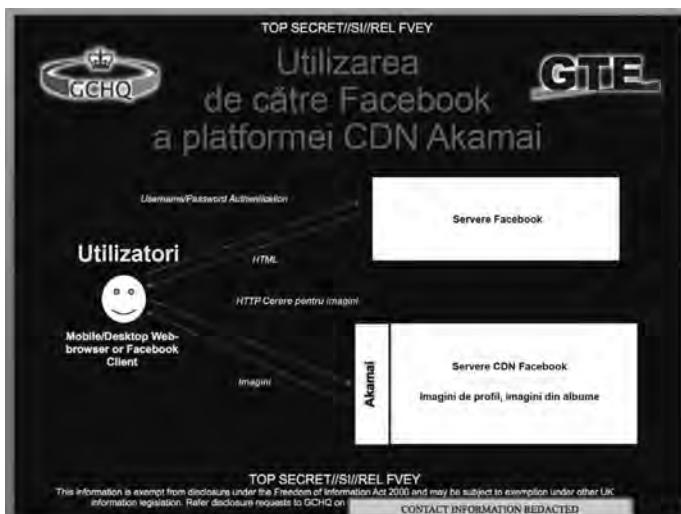 TOP SECRET//SI//REL FVEY
GCHQ
Utilizarea
de către Facebook
a platformei CDN Akamai
GTE
Username/Password Authentication
Servere Facebook
Utilizatori
HTML
HTTP Cerere pentru imagini
Mobile/Desktop Web-
browser or Facebook
Client
Imagini
Akamai
Servere CDN Facebook
Imagini de profil, imagini din albume
TOP SECRET//SI//REL FVEY
This information is exempt from disclosure under the Freedom of Information Act 2000 and may be subject to exemption under other UK
information legislation. Refer disclosure requests to GCHQ on
CONTACT INFORMATION REDACTED